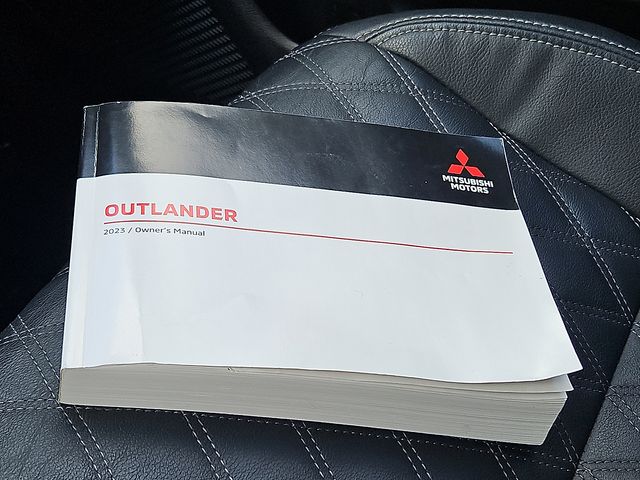 MITSUBISHI
MOTORS
OUTLANDER
2023 / Owner's Manual